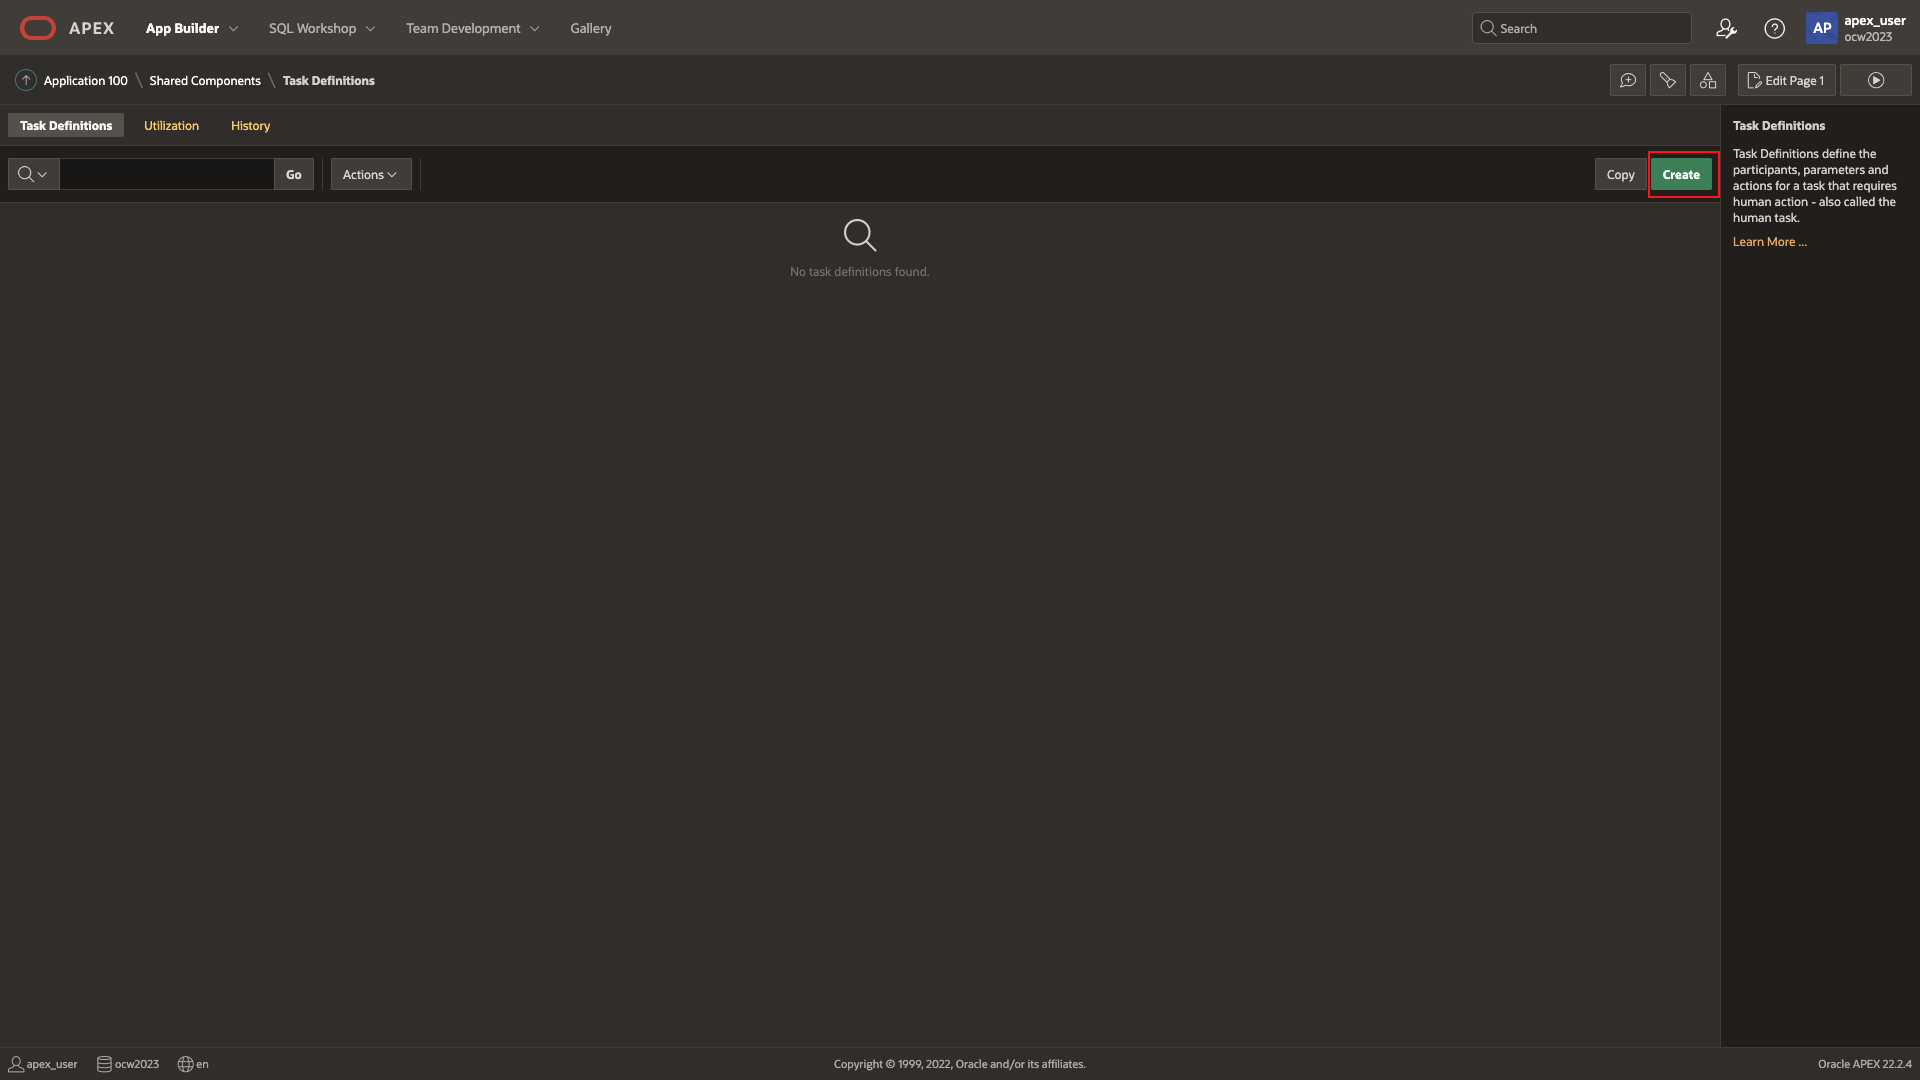 APEX App Builder SQL Workshop Team Development Gallery Search AP apex_user
ocw2023
Application 100 \ Shared Components \ Task Definitions Edit Page 1
Task Definitions Utilization History
Go Actions Copy Create
No task definitions found.
Task Definitions
Task Definitions define the
participants, parameters and
actions for a task that requires
human action - also called the
human task.
Learn More ...
apex_user ocw2023 en Copyright © 1999, 2022, Oracle and/or its affiliates. Oracle APEX 22.2.4